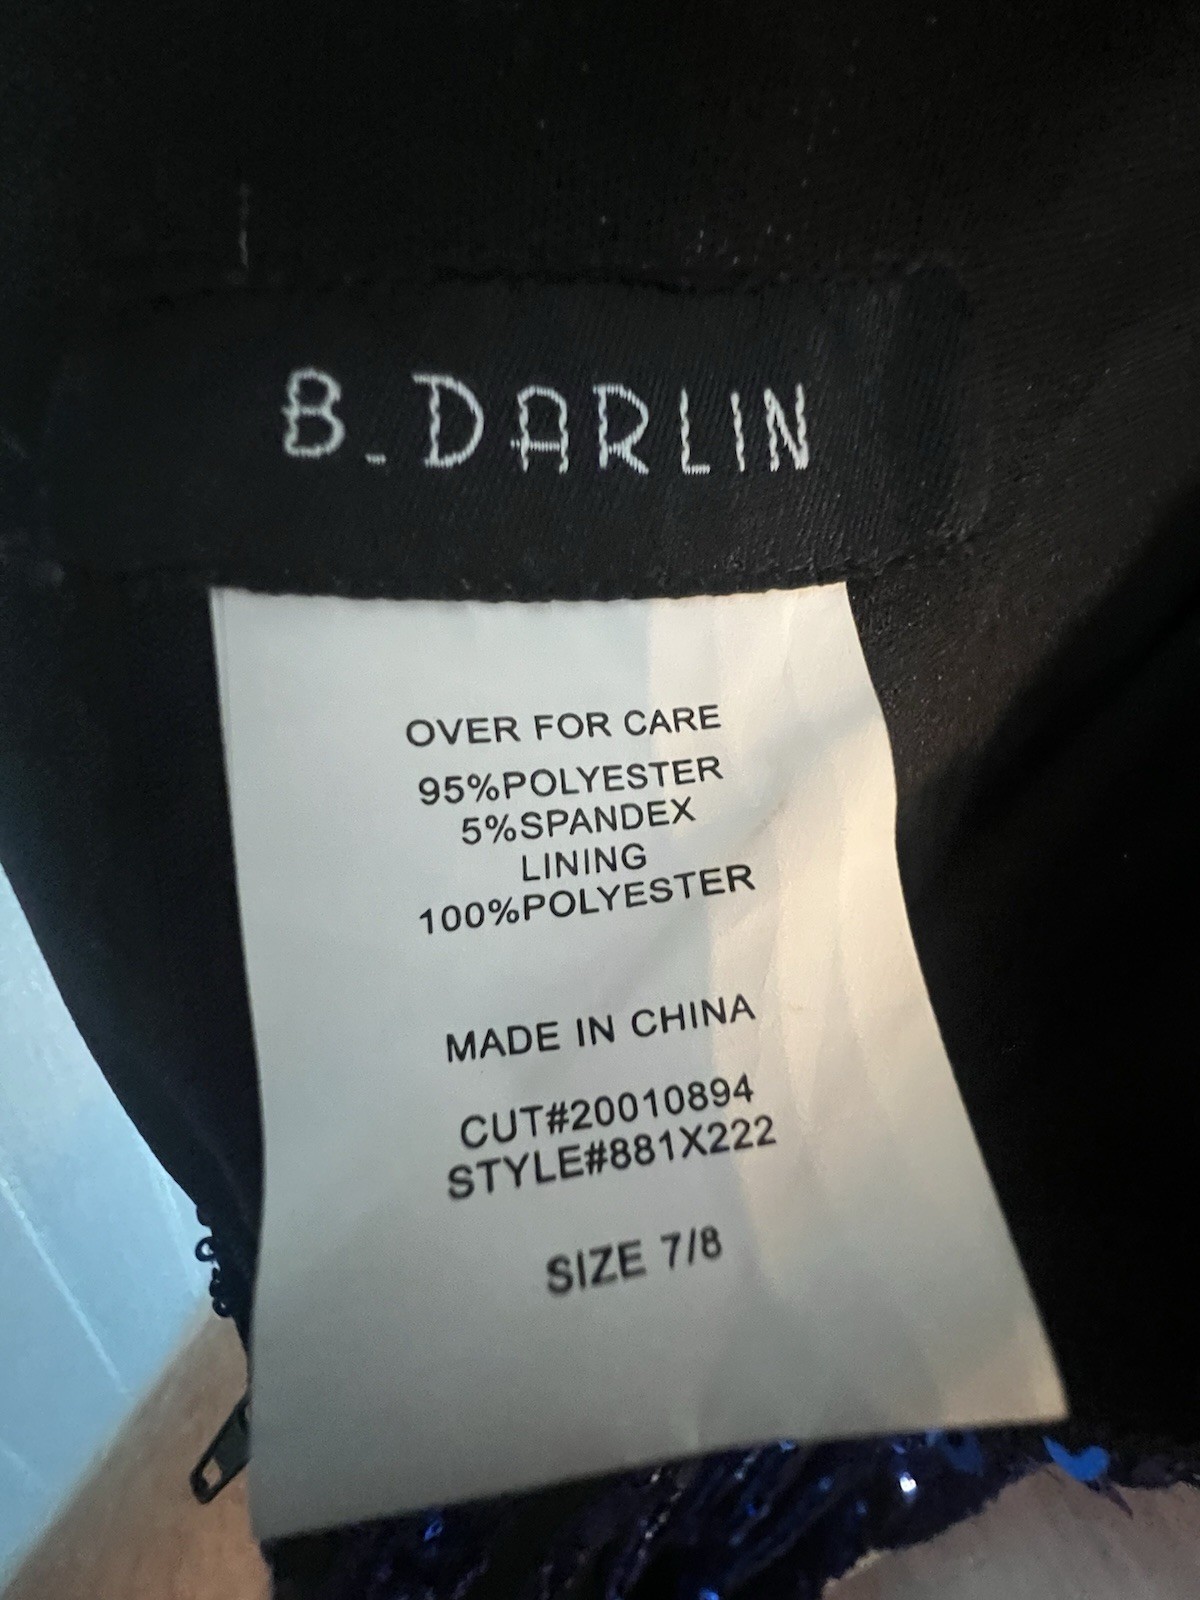 B.DARLIN
OVER FOR CARE
95%POLYESTER
5%SPANDEX
LINING
100%POLYESTER
MADE IN CHINA
CUT#20010894
STYLE#881X222
SIZE 7/8